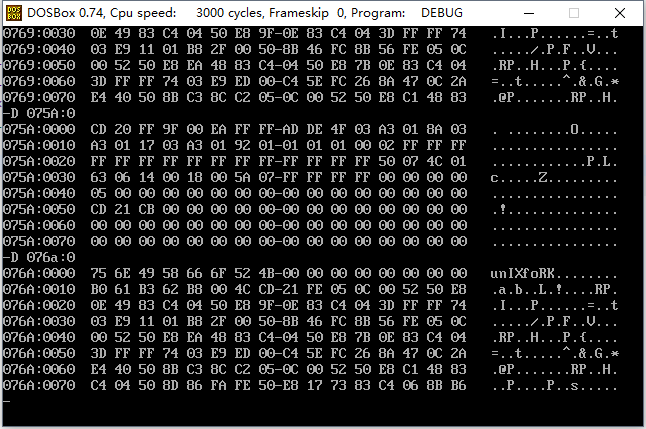 DOSBox 0.74, Cpu speed: 3000 cycles, Frameskip 0, Program: DEBUG
0769:0030 0E 49 83 C4 04 50 E8 9F-0E 83 C4 04 3D FF FF 74 .I...P......=..t
0769:0040 03 E9 11 01 B8 2F 00 50-8B 46 FC 8B 56 FE 05 0C ...../.P.F..V...
0769:0050 00 52 50 E8 EA 48 83 C4-04 50 E8 7B 0E 83 C4 04 .RP..H...P.{....
0769:0060 3D FF FF 74 03 E9 ED 00-C4 5E FC 26 8A 47 0C 2A =..t.....^.&.G.*
0769:0070 E4 40 50 8B C3 8C C2 05-0C 00 52 50 E8 C1 48 83 .@P.......RP..H.
-D 075A:0
075A:0000 CD 20 FF 9F 00 EA FF FF-AD DE 4F 03 A3 01 8A 03 . ........O.....
075A:0010 A3 01 17 03 A3 01 92 01-01 01 01 00 02 FF FF FF ................
075A:0020 FF FF FF FF FF FF FF FF-FF FF FF FF 50 07 4C 01 ............P.L.
075A:0030 63 06 14 00 18 00 5A 07-FF FF FF FF 00 00 00 00 c.....Z.........
075A:0040 05 00 00 00 00 00 00 00-00 00 00 00 00 00 00 00 ................
075A:0050 CD 21 CB 00 00 00 00 00-00 00 00 00 00 00 00 00 .!..............
075A:0060 00 00 00 00 00 00 00 00-00 00 00 00 00 00 00 00 ................
075A:0070 00 00 00 00 00 00 00 00-00 00 00 00 00 00 00 00 ................
-D 076a:0
076A:0000 75 6E 49 58 66 6F 52 4B-00 00 00 00 00 00 00 00 unIXfoRK........
076A:0010 B0 61 B3 62 B8 00 4C CD-21 FE 05 0C 00 52 50 E8 .a.b..L.!....RP.
076A:0020 0E 49 83 C4 04 50 E8 9F-0E 83 C4 04 3D FF FF 74 .I...P......=..t
076A:0030 03 E9 11 01 B8 2F 00 50-8B 46 FC 8B 56 FE 05 0C ...../.P.F..V...
076A:0040 00 52 50 E8 EA 48 83 C4-04 50 E8 7B 0E 83 C4 04 .RP..H...P.{....
076A:0050 3D FF FF 74 03 E9 ED 00-C4 5E FC 26 8A 47 0C 2A =..t.....^.&.G.*
076A:0060 E4 40 50 8B C3 8C C2 05-0C 00 52 50 E8 C1 48 83 .@P.......RP..H.
076A:0070 C4 04 50 8D 86 FA FE 50-E8 17 73 83 C4 06 8B B6 ..P....P..s.....
-